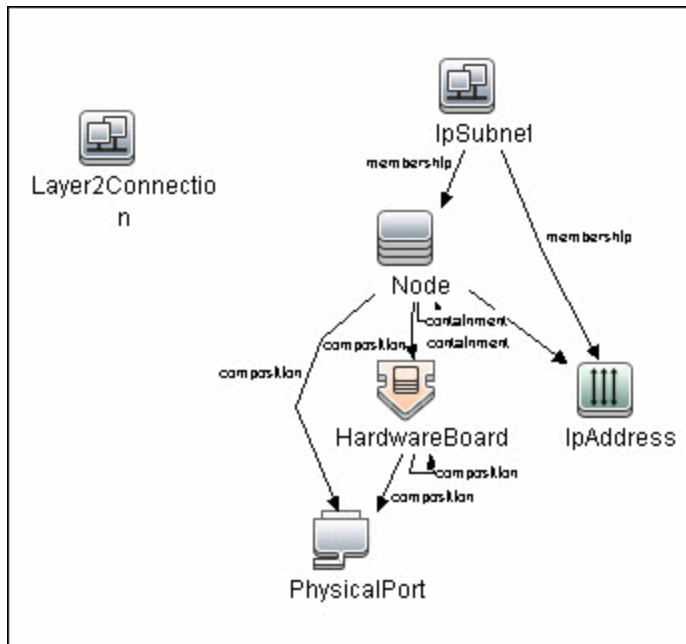 IpSubnet
membership
Layer2Connectio
n
membership
Node
containment
composition
containment
composition
HardwareBoard
IpAddress
composition
composition
PhysicalPort